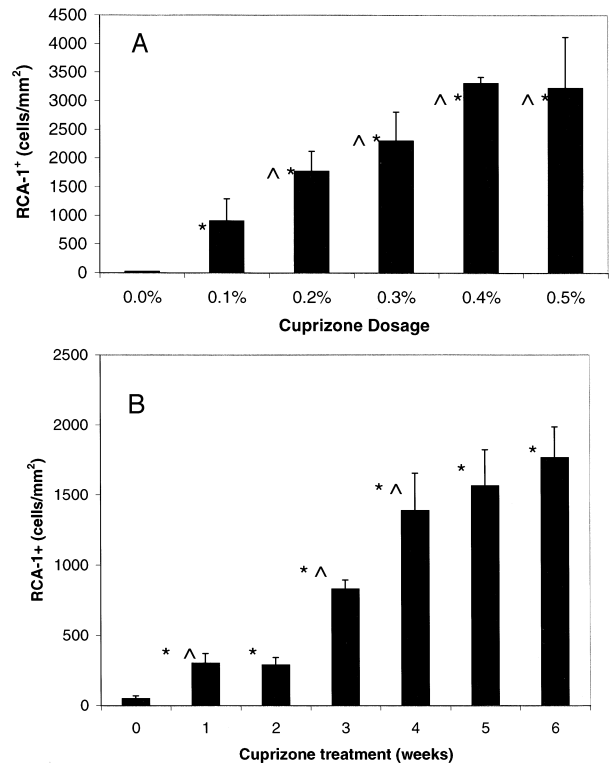 A
RCA-1+ (cells/mm2)
4500
4000
3500
3000
2500
2000
1500
1000
500
0
^ * ^ *
^ *
^ *
*
0.0% 0.1% 0.2% 0.3% 0.4% 0.5%
Cuprizone Dosage
B
RCA-1+ (cells/mm2)
2500
2000
1500
1000
500
0
*
*
* ^
* ^
* ^ *
0 1 2 3 4 5 6
Cuprizone treatment (weeks)